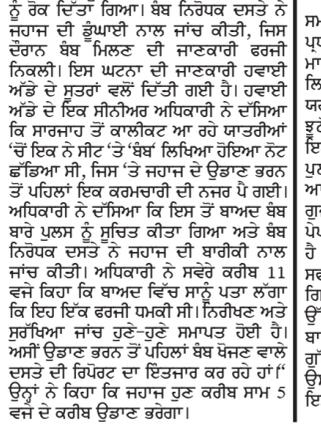 ਨੂੰ ਰੋਕ ਦਿੱਤਾ ਗਿਆ। ਬੰਬ ਨਿਰੋਧਕ ਦਸਤੇ ਨੇ
ਜਹਾਜ ਦੀ ਡੂੰਘਾਈ ਨਾਲ ਜਾਂਚ ਕੀਤੀ, ਜਿਸ
ਦੌਰਾਨ ਬੰਬ ਮਿਲਣ ਦੀ ਜਾਣਕਾਰੀ ਫਰਜੀ
ਨਿਕਲੀ। ਇਸ ਘਟਨਾ ਦੀ ਜਾਣਕਾਰੀ ਹਵਾਈ
ਅੱਡੇ ਦੇ ਸੂਤਰਾਂ ਵਲੋਂ ਦਿੱਤੀ ਗਈ ਹੈ। ਹਵਾਈ
ਅੱਡੇ ਦੇ ਇਕ ਸੀਨੀਅਰ ਅਧਿਕਾਰੀ ਨੇ ਦੱਸਿਆ
ਕਿ ਸਾਰਜਾਹ ਤੋਂ ਕਾਲੀਕਟ ਆ ਰਹੇ ਯਾਤਰੀਆਂ
'ਚੋਂ ਇਕ ਨੇ ਸੀਟ 'ਤੇ 'ਬੰਬ' ਲਿਖਿਆ ਹੋਇਆ ਨੋਟ
ਛੱਡਿਆ ਸੀ, ਜਿਸ 'ਤੇ ਜਹਾਜ ਦੇ ਉਡਾਣ ਭਰਨ
ਤੋਂ ਪਹਿਲਾਂ ਇਕ ਕਰਮਚਾਰੀ ਦੀ ਨਜਰ ਪੈ ਗਈ।
ਅਧਿਕਾਰੀ ਨੇ ਦੱਸਿਆ ਕਿ ਇਸ ਤੋਂ ਬਾਅਦ ਬੰਬ
ਬਾਰੇ ਪੁਲਸ ਨੂੰ ਸੂਚਿਤ ਕੀਤਾ ਗਿਆ ਅਤੇ ਬੰਬ
ਨਿਰੋਧਕ ਦਸਤੇ ਨੇ ਜਹਾਜ ਦੀ ਬਾਰੀਕੀ ਨਾਲ
ਜਾਂਚ ਕੀਤੀ। ਅਧਿਕਾਰੀ ਨੇ ਸਵੇਰੇ ਕਰੀਬ 11
ਵਜੇ ਕਿਹਾ ਕਿ ਬਾਅਦ ਵਿੱਚ ਸਾਨੂੰ ਪਤਾ ਲੱਗਾ
ਕਿ ਇਹ ਇੱਕ ਫਰਜੀ ਧਮਕੀ ਸੀ। ਨਿਰੀਖਣ ਅਤੇ
ਸੁਰੱਖਿਆ ਜਾਂਚ ਹੁਣੇ-ਹੁਣੇ ਸਮਾਪਤ ਹੋਈ ਹੈ।
ਅਸੀਂ ਉਡਾਣ ਭਰਨ ਤੋਂ ਪਹਿਲਾਂ ਬੰਬ ਖੋਜਣ ਵਾਲੇ
ਦਸਤੇ ਦੀ ਰਿਪੋਰਟ ਦਾ ਇੰਤਜਾਰ ਕਰ ਰਹੇ ਹਾਂ।"
ਉਨ੍ਹਾਂ ਨੇ ਕਿਹਾ ਕਿ ਜਹਾਜ ਹੁਣ ਕਰੀਬ ਸਾਮ 5
ਵਜੇ ਦੇ ਕਰੀਬ ਉਡਾਣ ਭਰੇਗਾ।